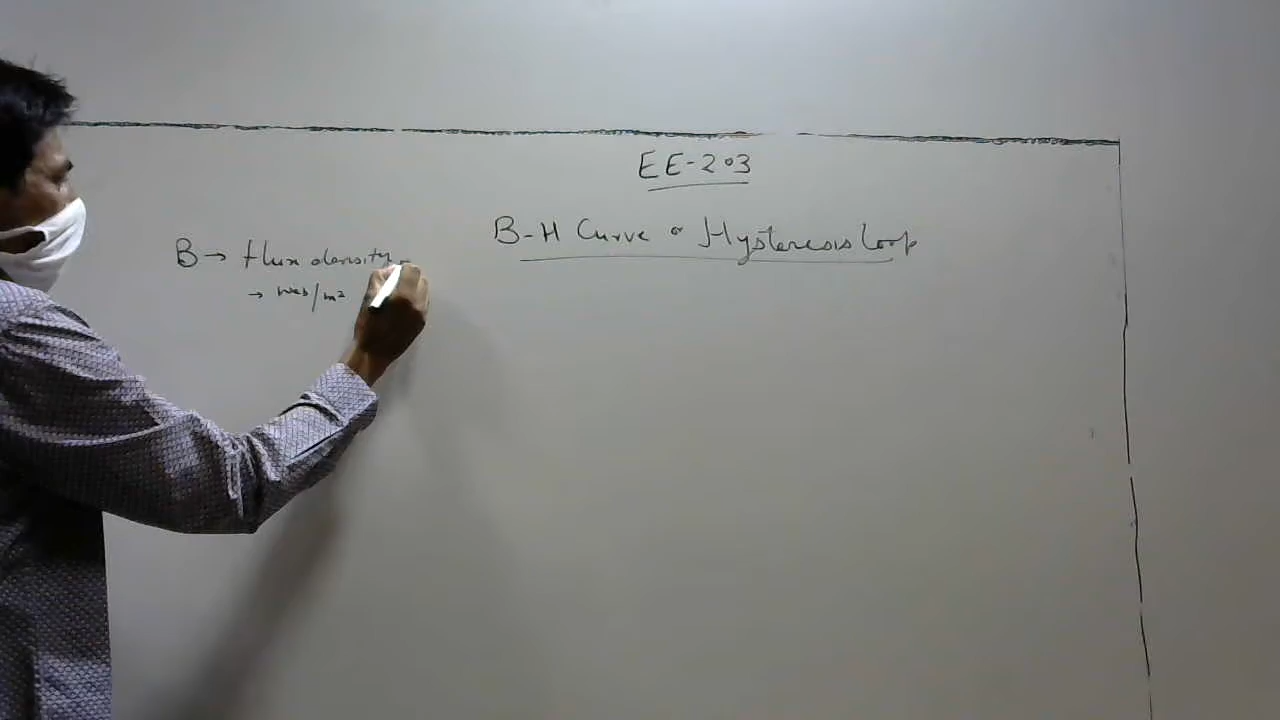 EE-203
B-H Curve or Hysteresis Loop
B → flux density
→ Web/m²